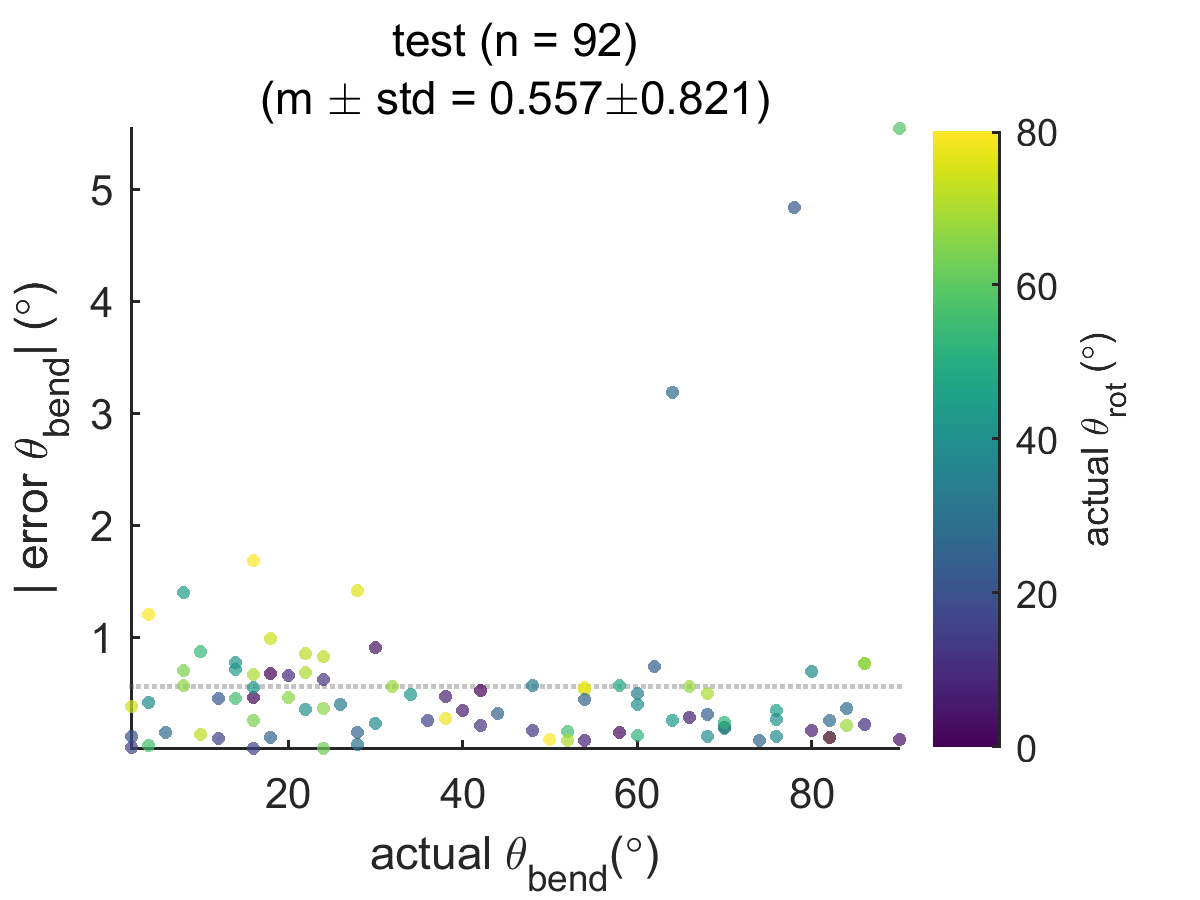 test (n = 92)
(m ± std = 0.557±0.821)
| error θbend| (°)
5
4
3
2
1
20
40
60
80
actual θbend(°)
80
60
40
20
0
actual θrot (°)